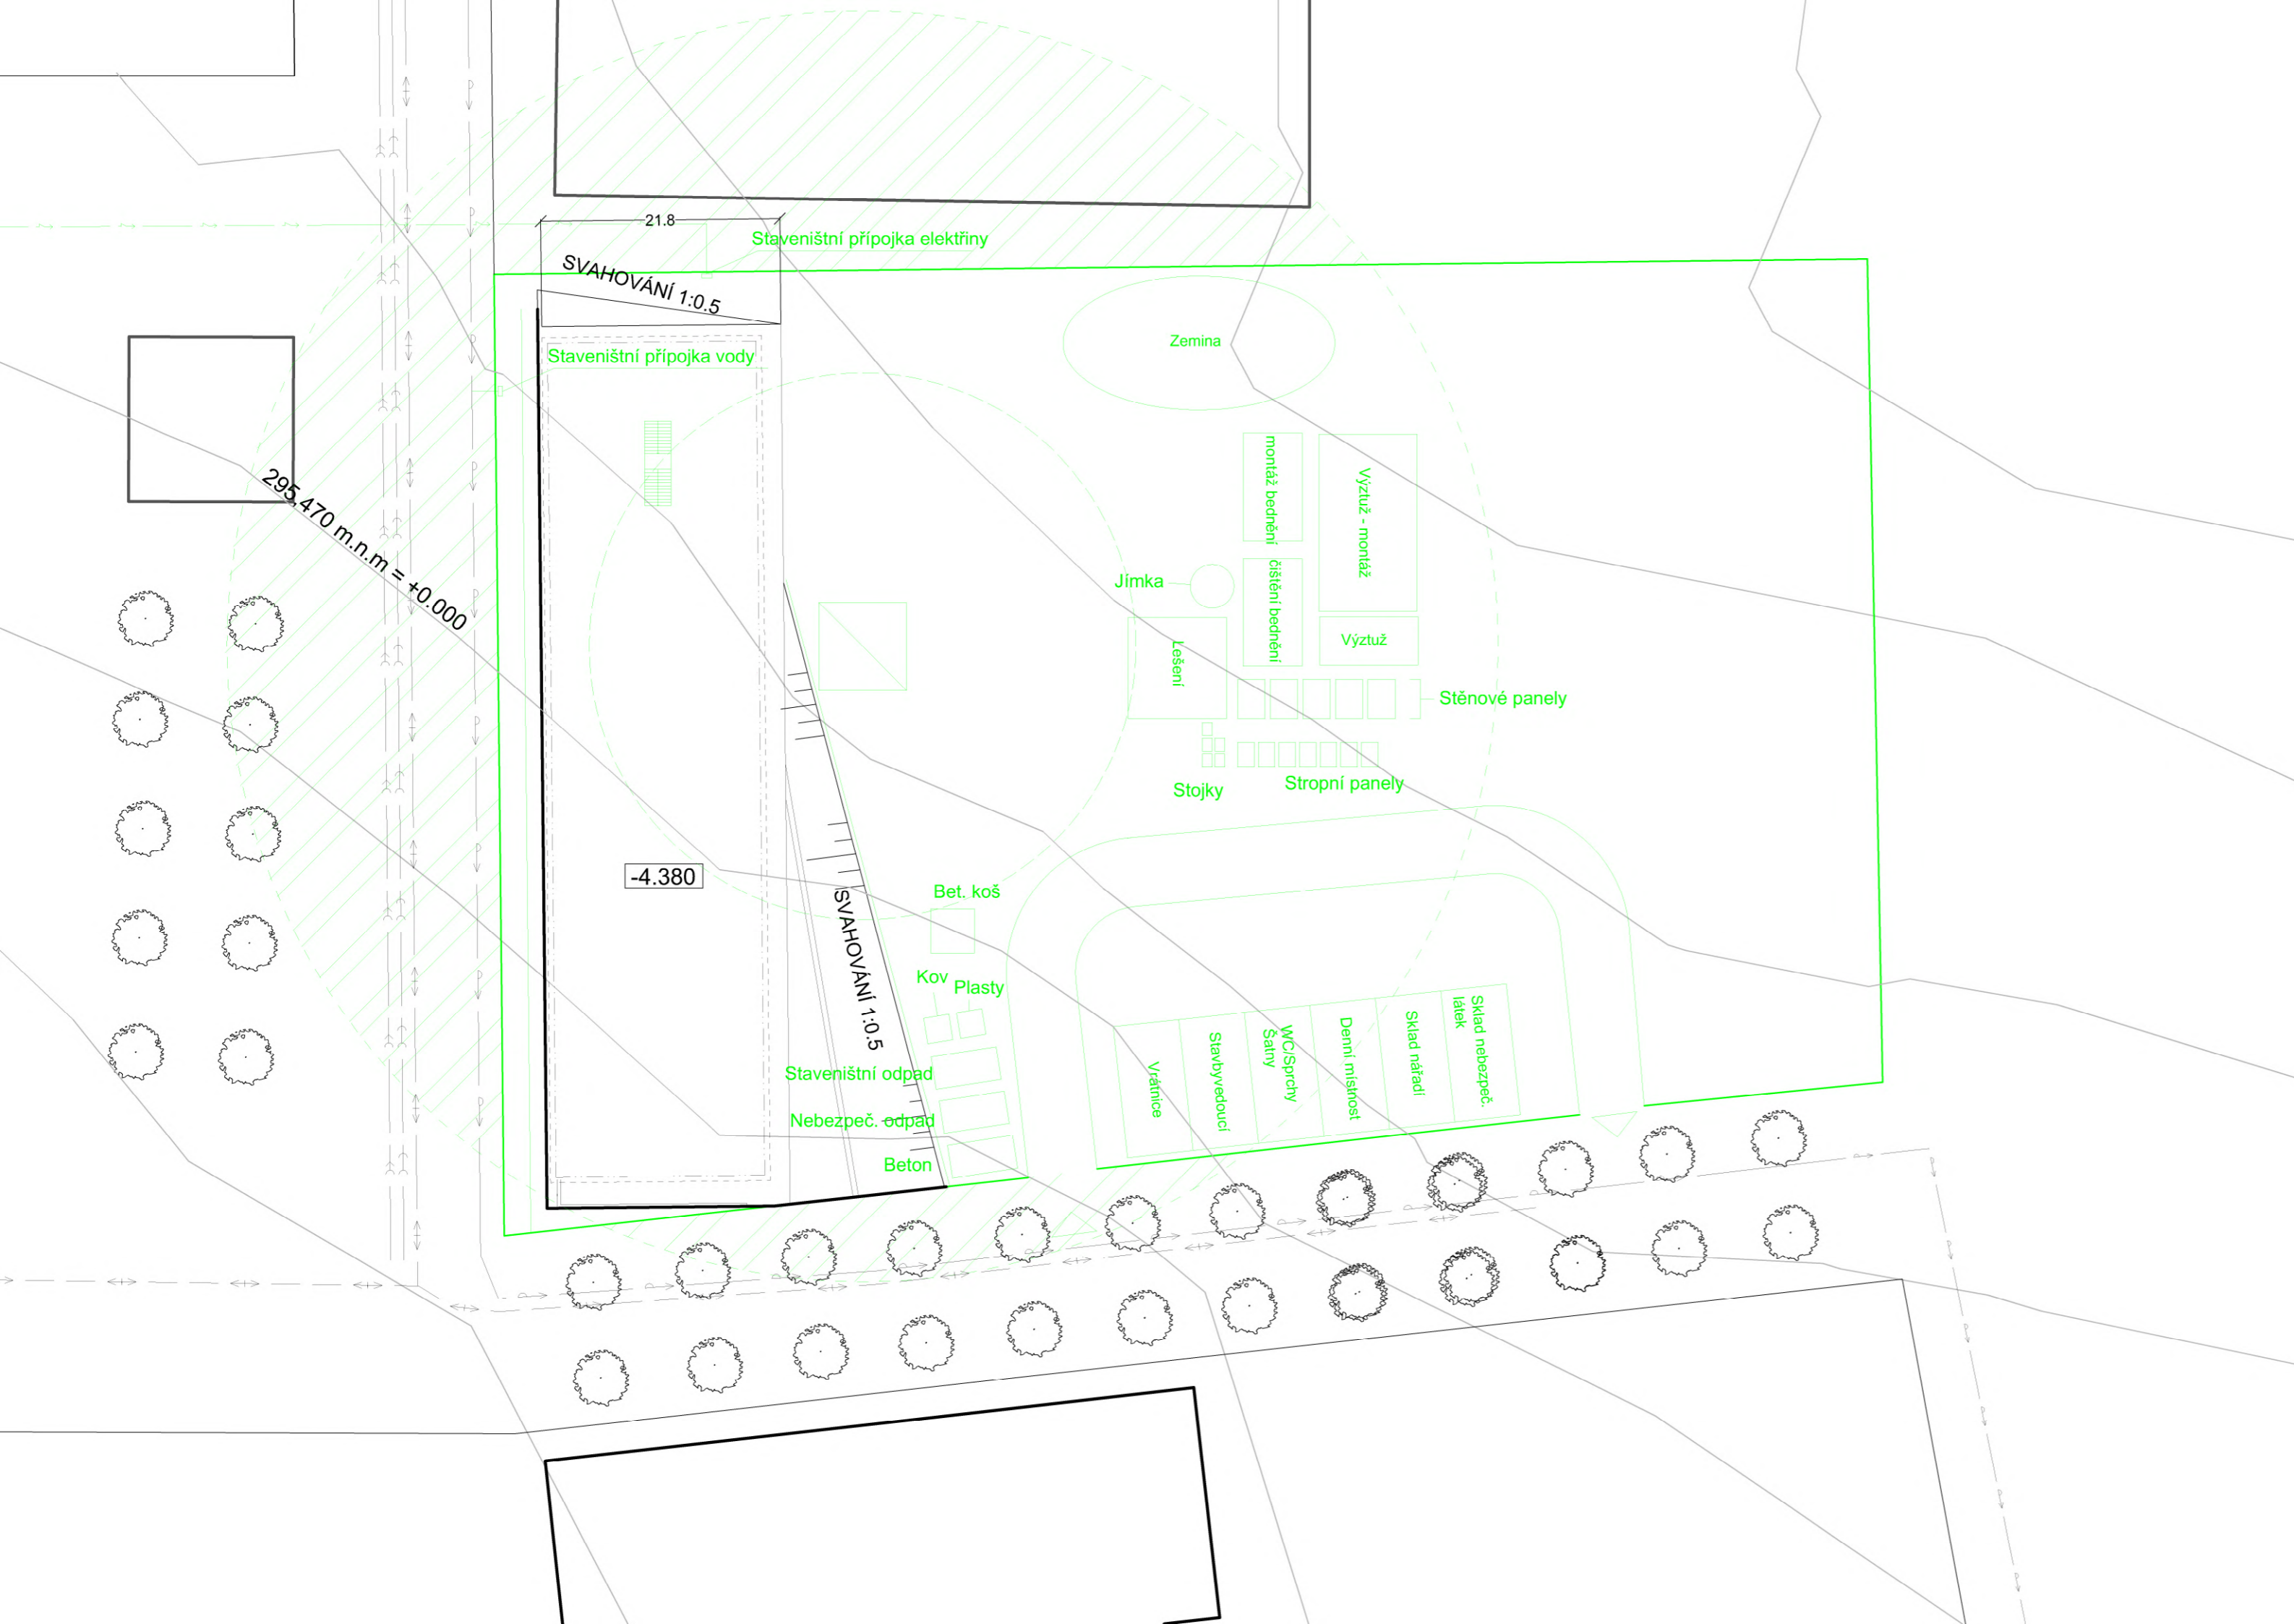 21.8
Staveništní přípojka elektřiny
SVAHOVÁNÍ 1:0.5
Staveništní přípojka vody
Zemina
295,470 m.n.m = +0.000
montáž bednění
Výztuž - montáž
Jímka
čištění bednění
Lešení
Výztuž
Stěnové panely
Stojky
Stropní panely
-4.380
Bet. koš
SVAHOVÁNÍ 1:0.5
Kov
Plasty
Staveništní odpad
Nebezpeč. odpad
Beton
Vrátnice
Stavbyvedoucí
WC/Sprchy
Šatny
Denní místnost
Sklad nářadí
Sklad nebezpeč.
látek